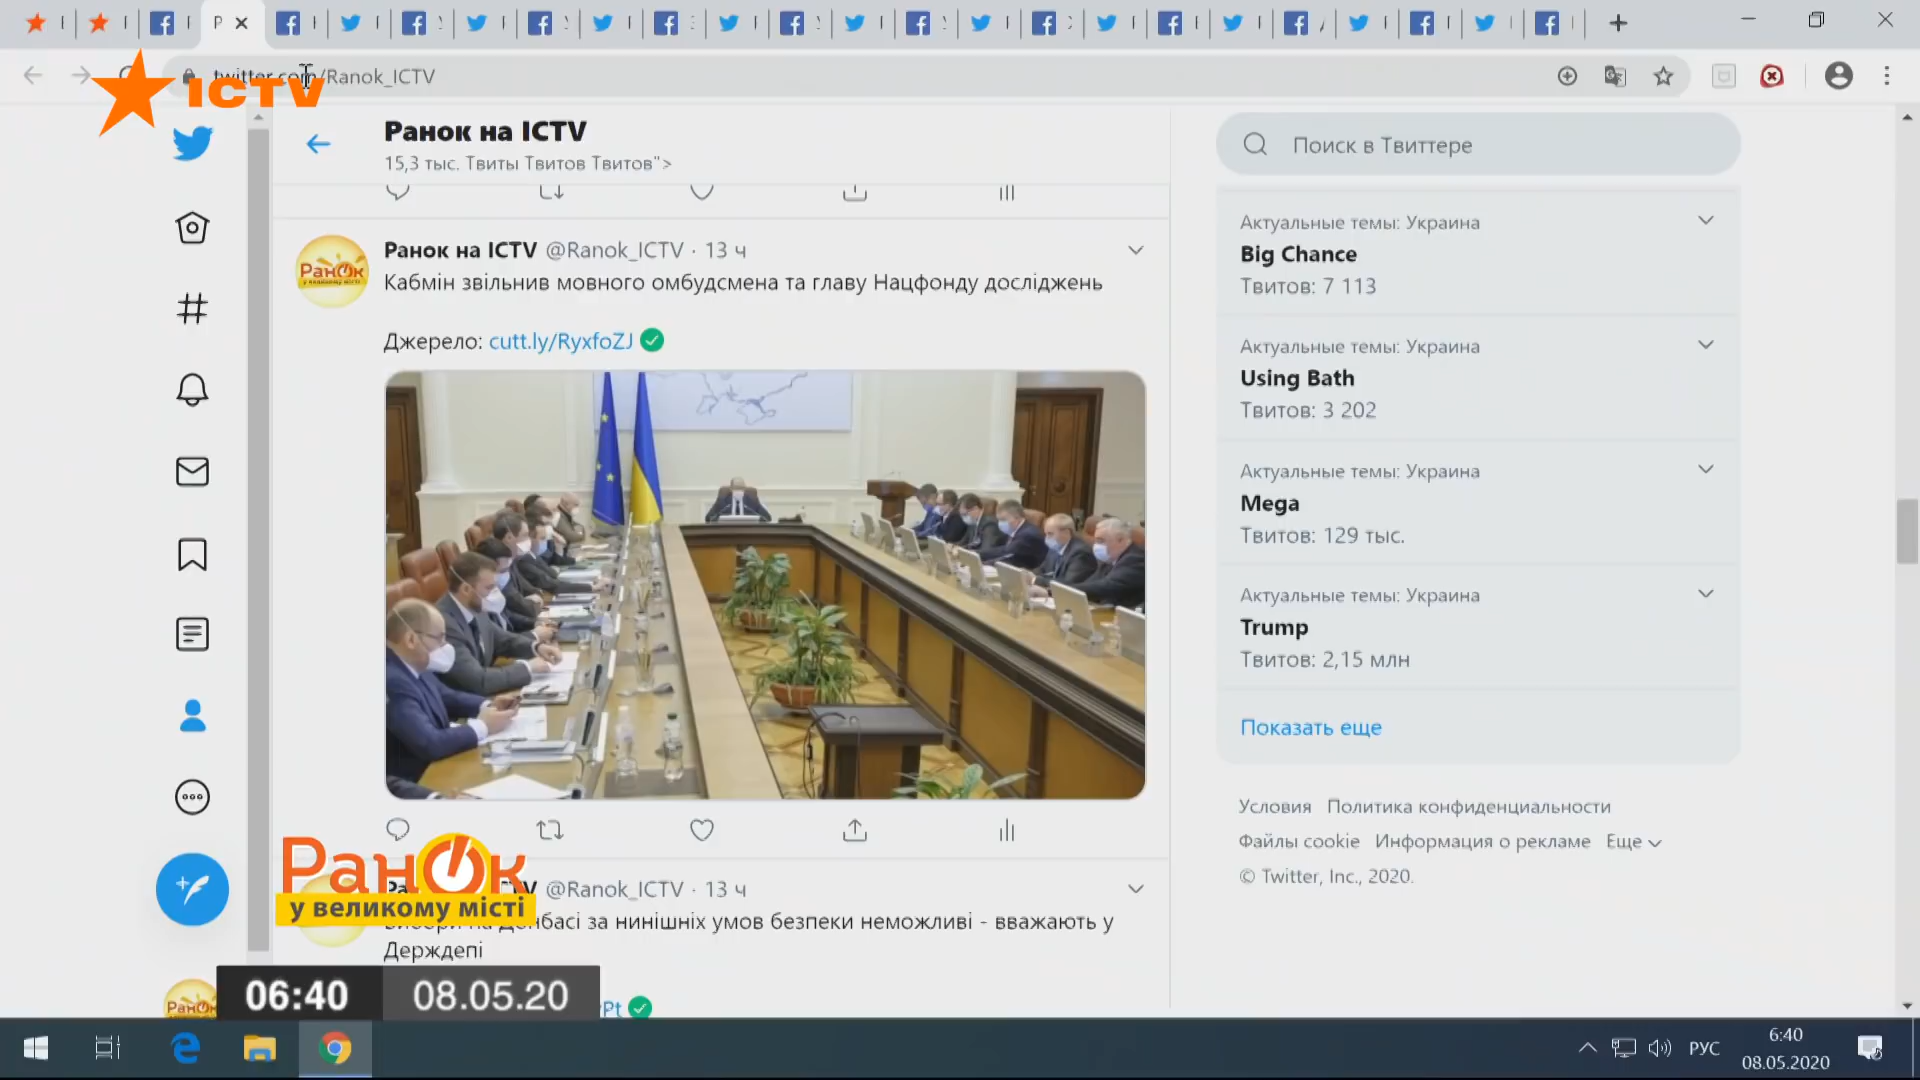 twitter.com/Ranok_ICTV
ICTV
Ранок на ICTV
15,3 тыс. Твиты Твитов Твитов">
Поиск в Твиттере
Ранок на ICTV @Ranok_ICTV · 13 ч
Кабмін звільнив мовного омбудсмена та главу Нацфонду досліджень
Джерело: cutt.ly/RyxfoZJ
Актуальные темы: Украина
Big Chance
Твитов: 7 113
Актуальные темы: Украина
Using Bath
Твитов: 3 202
Актуальные темы: Украина
Mega
Твитов: 129 тыс.
Актуальные темы: Украина
Trump
Твитов: 2,15 млн
Показать еще
Условия Политика конфиденциальности
Файлы cookie Информация о рекламе Еще
© Twitter, Inc., 2020.
@Ranok_ICTV · 13 ч
за нинішніх умов безпеки неможливі - вважають у
Держдепі
Ранок
у великому місті
06:40 08.05.20
РУС
6:40
08.05.2020